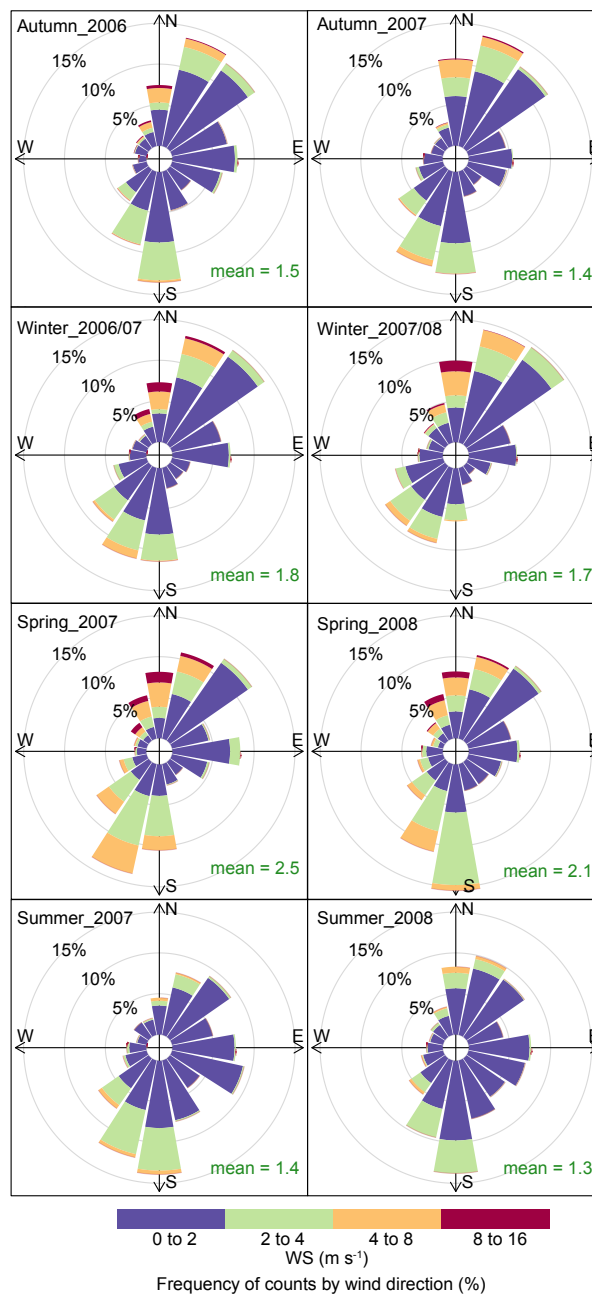 Autumn_2006
N
15%
10%
5%
W
E
S
mean = 1.5
Autumn_2007
N
15%
10%
5%
W
E
S
mean = 1.4
Winter_2006/07
N
15%
10%
5%
W
E
S
mean = 1.8
Winter_2007/08
N
15%
10%
5%
W
E
S
mean = 1.7
Spring_2007
N
15%
10%
5%
W
E
S
mean = 2.5
Spring_2008
N
15%
10%
5%
W
E
S
mean = 2.1
Summer_2007
N
15%
10%
5%
W
E
S
mean = 1.4
Summer_2008
N
15%
10%
5%
W
E
S
mean = 1.3
0 to 2 2 to 4 4 to 8 8 to 16
WS (m s⁻¹)
Frequency of counts by wind direction (%)